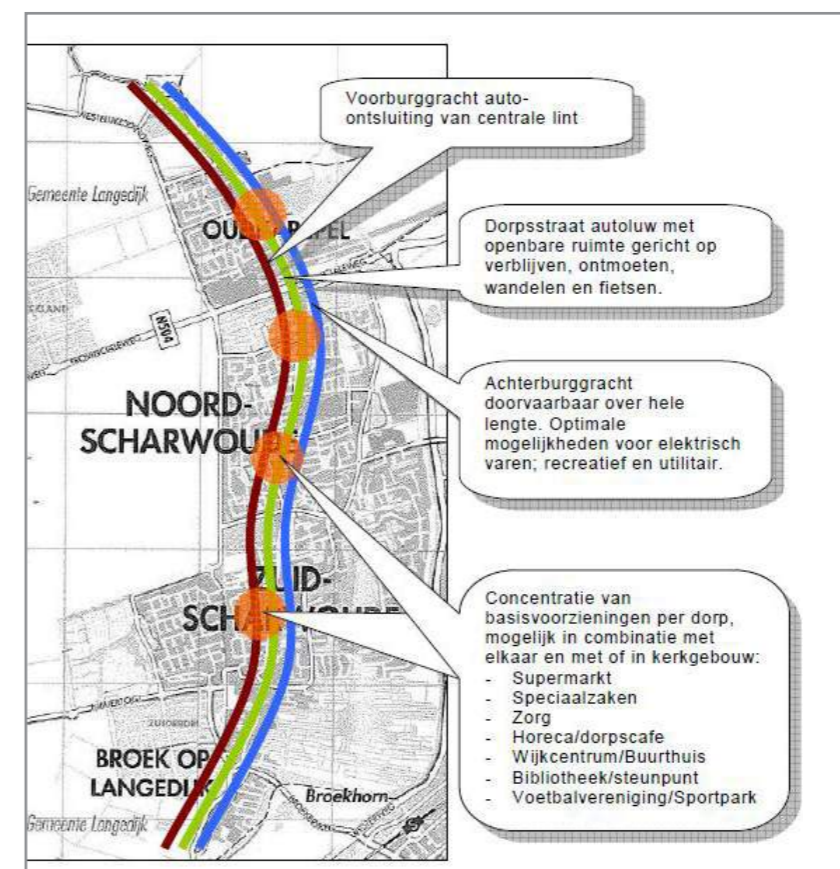 Voorburggracht auto-
ontsluiting van centrale lint
Gemeente Langedijk
Dorpsstraat autoluw met
openbare ruimte gericht op
verblijven, ontmoeten,
wandelen en fietsen.
N504
NOORD-
SCHARWOUDE
Achterburggracht
doorvaarbaar over hele
lengte. Optimale
mogelijkheden voor elektrisch
varen; recreatief en utilitair.
ZUID-
Concentratie van
basisvoorzieningen per dorp,
mogelijk in combinatie met
elkaar en met of in kerkgebouw:
- Supermarkt
- Speciaalzaken
- Zorg
- Horeca/dorpscafe
- Wijkcentrum/Buurthuis
- Bibliotheek/steunpunt
- Voetbalvereniging/Sportpark
BROEK OP
LANGEDIJK
Broekhorn
Gemeente Langedijk